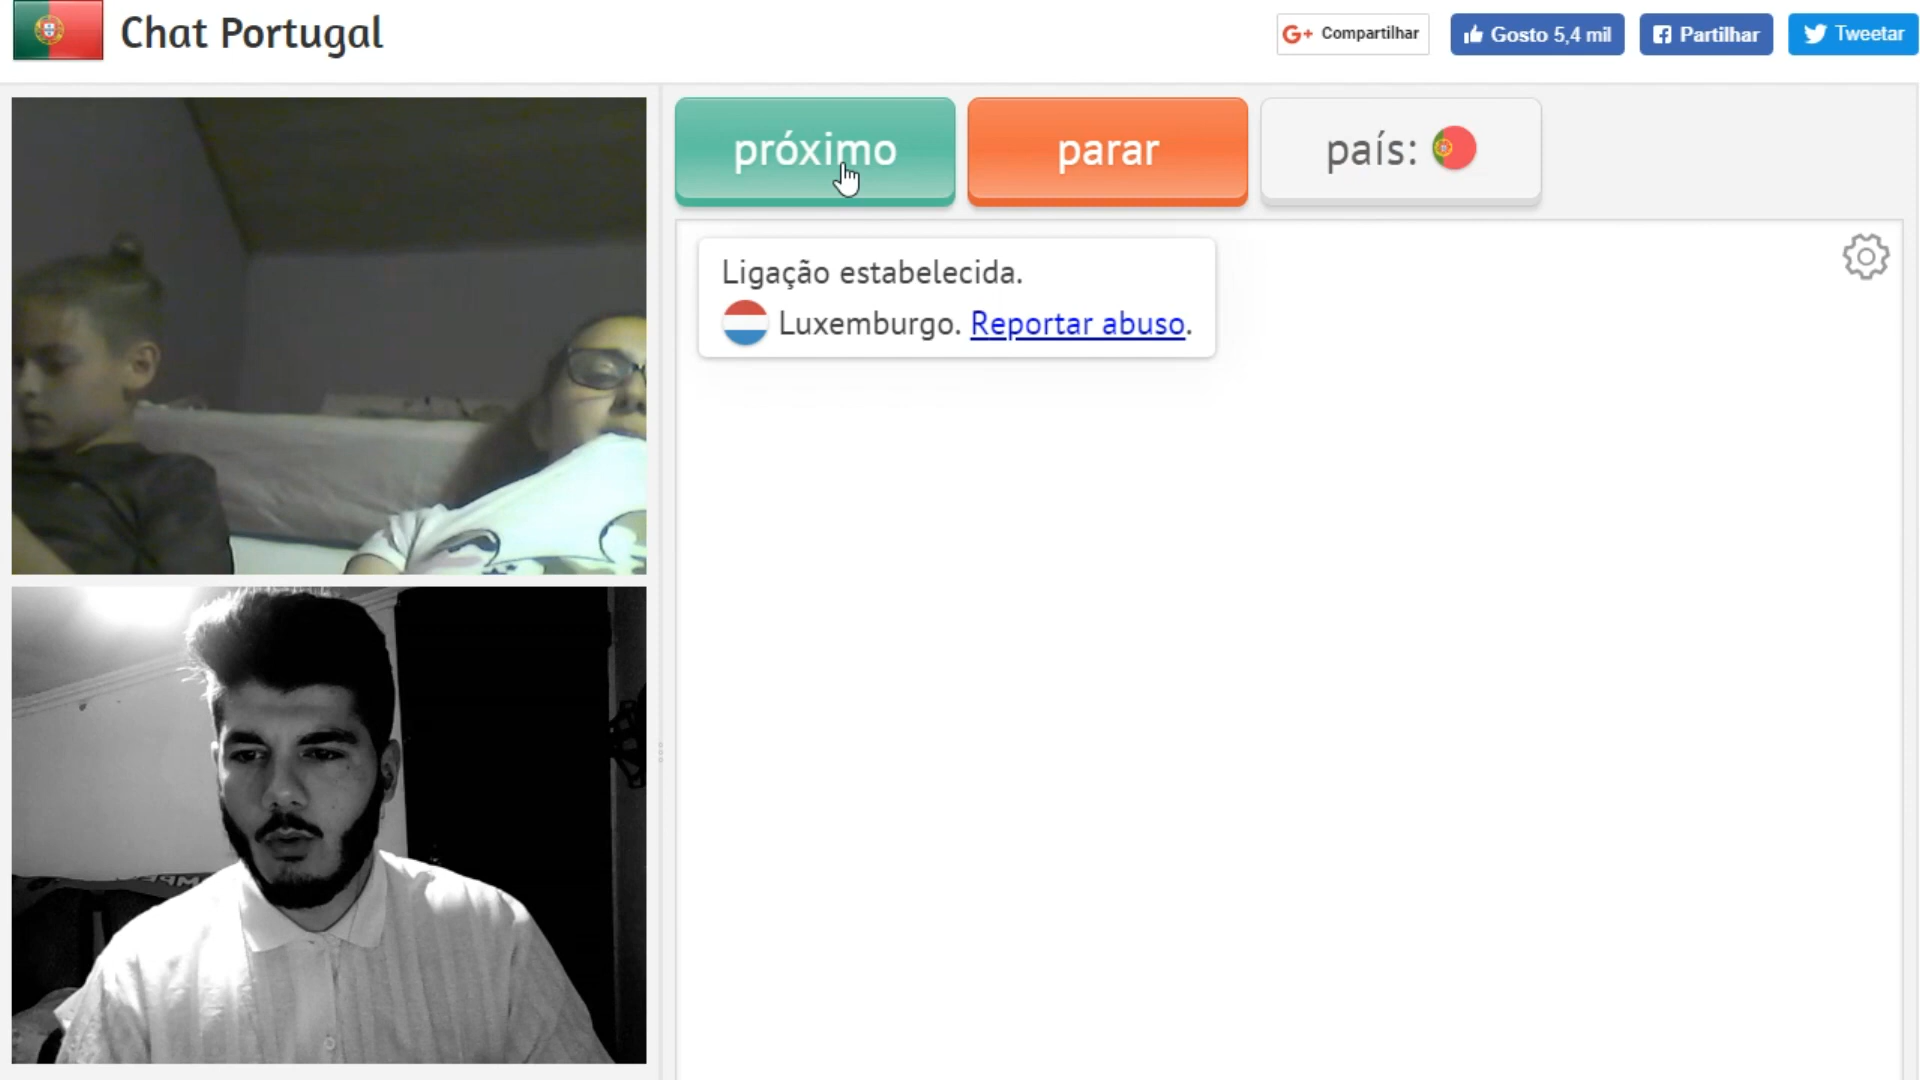 Chat Portugal
G+ Compartilhar
Gosto 5,4 mil
Partilhar
Tweetar
próximo
parar
país:
Ligação estabelecida.
Luxemburgo. Reportar abuso.